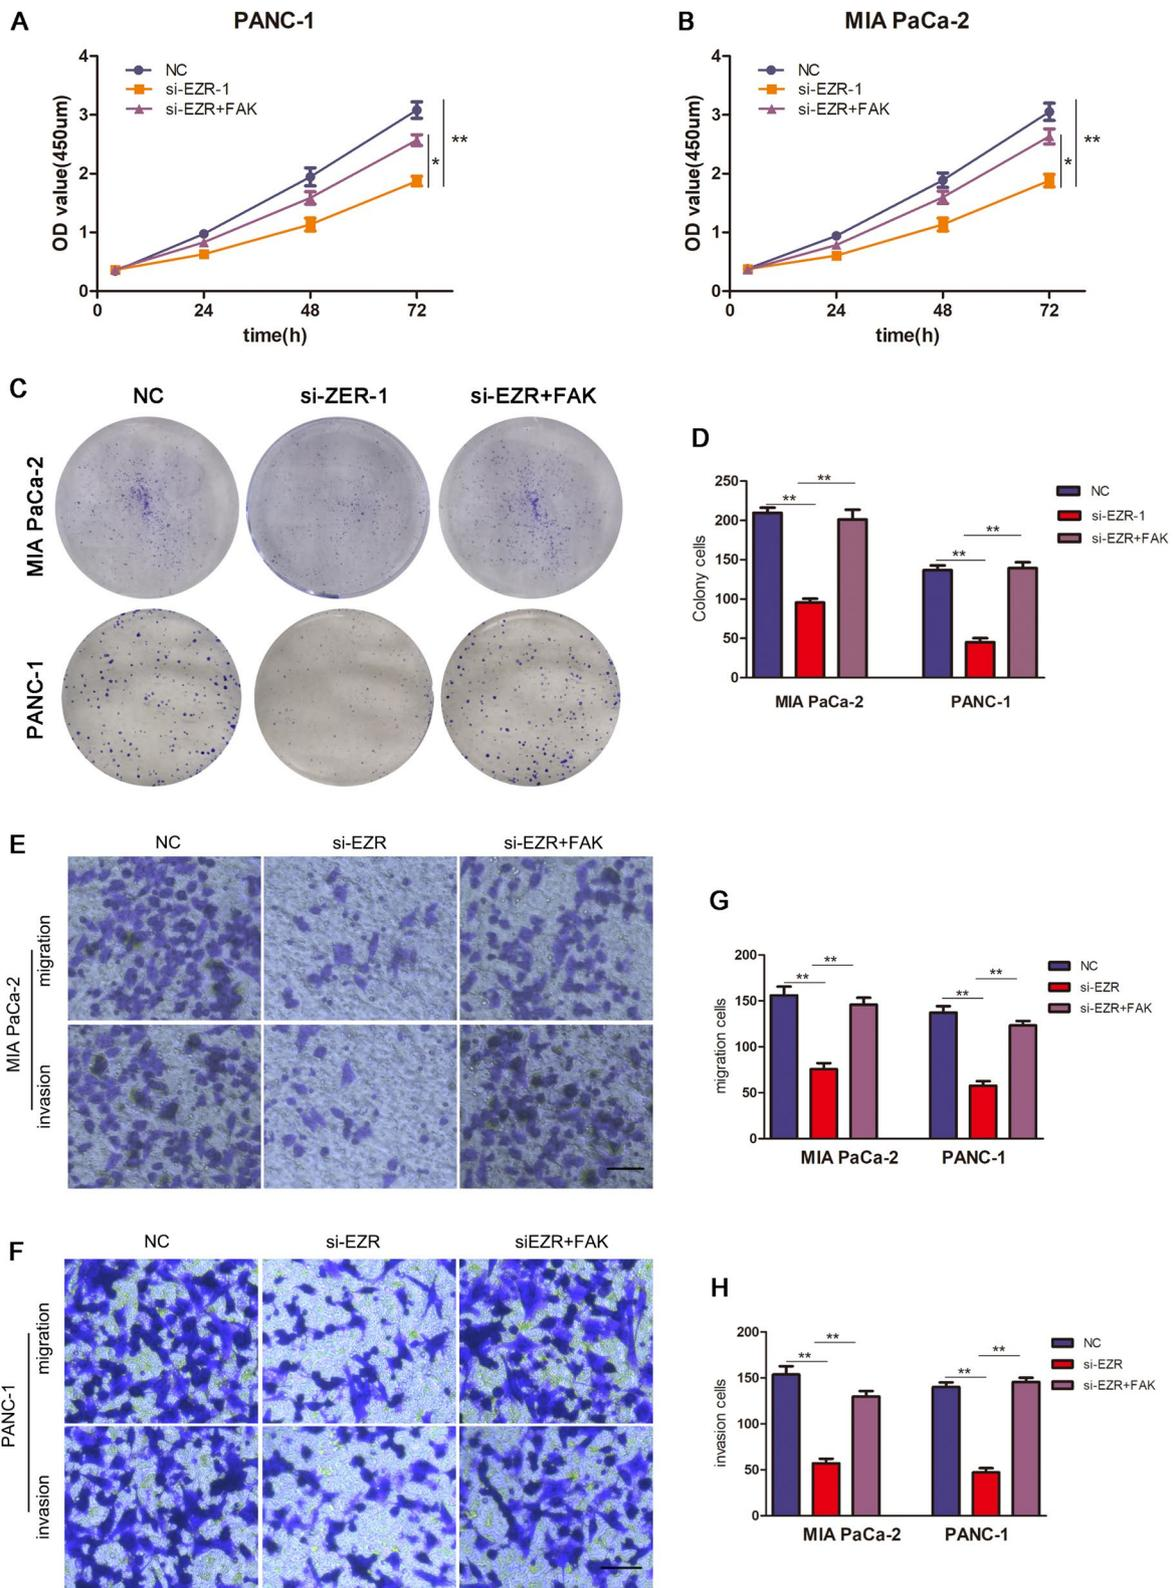 A
PANC-1
4
3
2
1
0
OD value(450um)
NC
si-EZR-1
si-EZR+FAK
*
**
0
24
48
72
time(h)
B
MIA PaCa-2
4
3
2
1
0
OD value(450um)
NC
si-EZR-1
si-EZR+FAK
*
**
0
24
48
72
time(h)
C
NC
si-ZER-1
si-EZR+FAK
MIA PaCa-2
PANC-1
D
250
200
150
100
50
0
Colony cells
**
**
**
**
NC
si-EZR-1
si-EZR+FAK
MIA PaCa-2
PANC-1
E
NC
si-EZR
si-EZR+FAK
MIA PaCa-2
migration
invasion
G
200
150
100
50
0
migration cells
**
**
**
**
NC
si-EZR
si-EZR+FAK
MIA PaCa-2
PANC-1
F
NC
si-EZR
siEZR+FAK
PANC-1
migration
invasion
H
200
150
100
50
0
invasion cells
**
**
**
**
NC
si-EZR
si-EZR+FAK
MIA PaCa-2
PANC-1